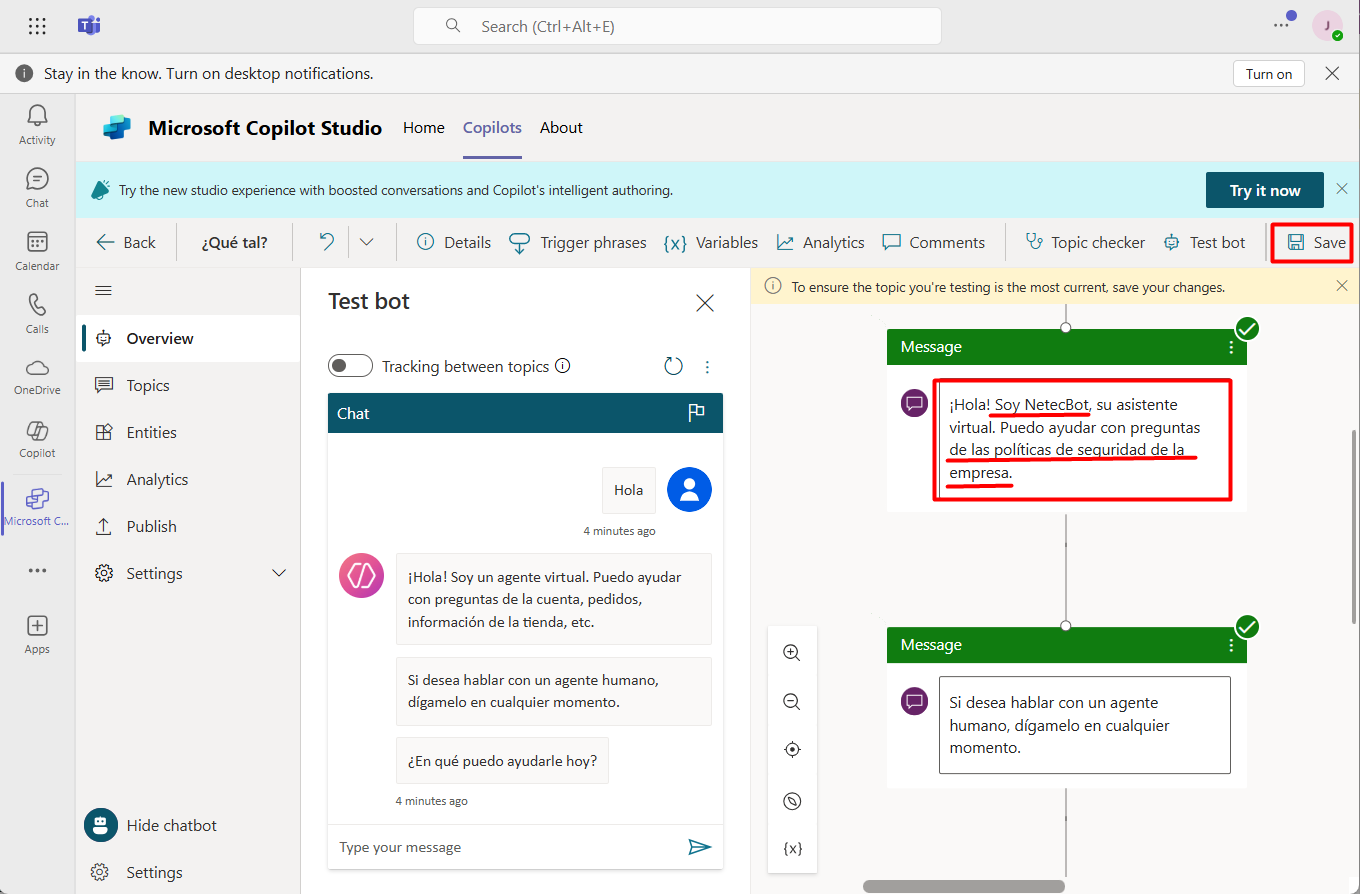 Search (Ctrl+Alt+E)
J
Stay in the know. Turn on desktop notifications.
Turn on
Activity
Chat
Calendar
Calls
OneDrive
Copilot
Microsoft C...
Apps
Microsoft Copilot Studio
Home
Copilots
About
Try the new studio experience with boosted conversations and Copilot's intelligent authoring.
Try it now
Back
¿Qué tal?
Details
Trigger phrases
{x} Variables
Analytics
Comments
Topic checker
Test bot
Save
Overview
Topics
Entities
Analytics
Publish
Settings
Hide chatbot
Settings
Test bot
Tracking between topics
Chat
Hola
4 minutes ago
¡Hola! Soy un agente virtual. Puedo ayudar
con preguntas de la cuenta, pedidos,
información de la tienda, etc.
Si desea hablar con un agente humano,
dígamelo en cualquier momento.
¿En qué puedo ayudarle hoy?
4 minutes ago
Type your message
To ensure the topic you're testing is the most current, save your changes.
Message
¡Hola! Soy NetecBot, su asistente
virtual. Puedo ayudar con preguntas
de las políticas de seguridad de la
empresa.
Message
Si desea hablar con un agente
humano, dígamelo en cualquier
momento.
{x}